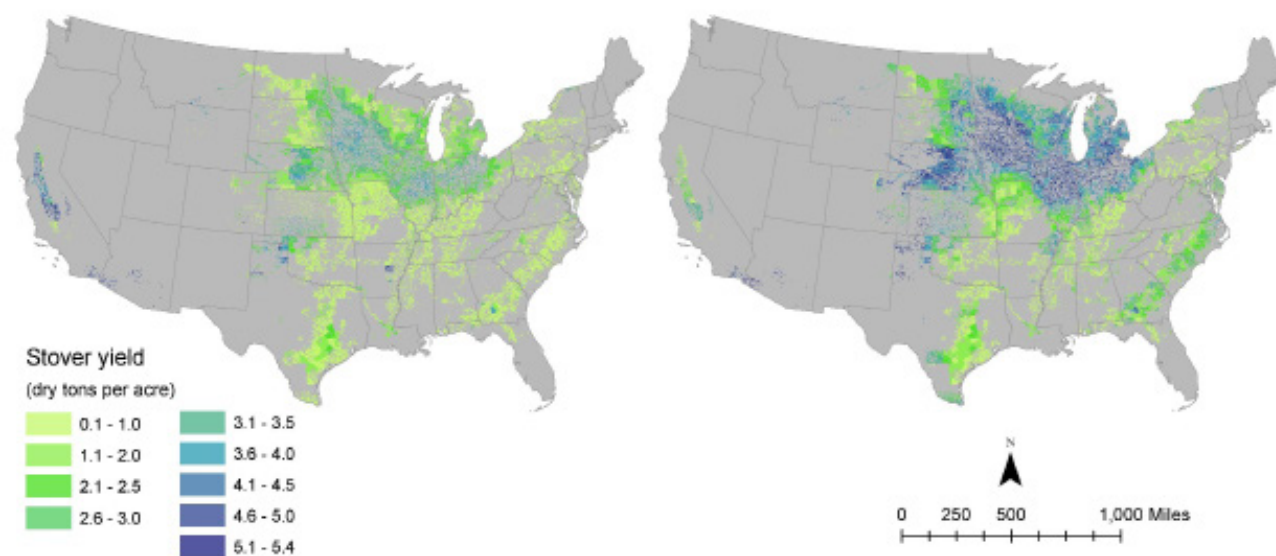 Stover yield
(dry tons per acre)
0.1 - 1.0
1.1 - 2.0
2.1 - 2.5
2.6 - 3.0
3.1 - 3.5
3.6 - 4.0
4.1 - 4.5
4.6 - 5.0
5.1 - 5.4
N
0 250 500 1,000 Miles